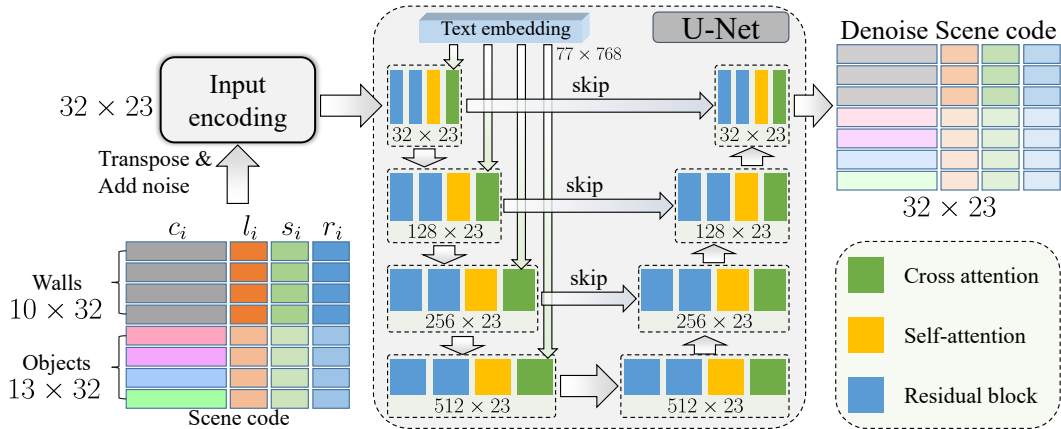 Text embedding
77 × 768
U-Net
Denoise Scene code
32 × 23
Input
encoding
Transpose &
Add noise
32 × 23
skip
32 × 23
128 × 23
skip
128 × 23
256 × 23
skip
256 × 23
512 × 23
512 × 23
32 × 23
c_i
l_i
s_i
r_i
Walls
10 × 32
Objects
13 × 32
Scene code
Cross attention
Self-attention
Residual block